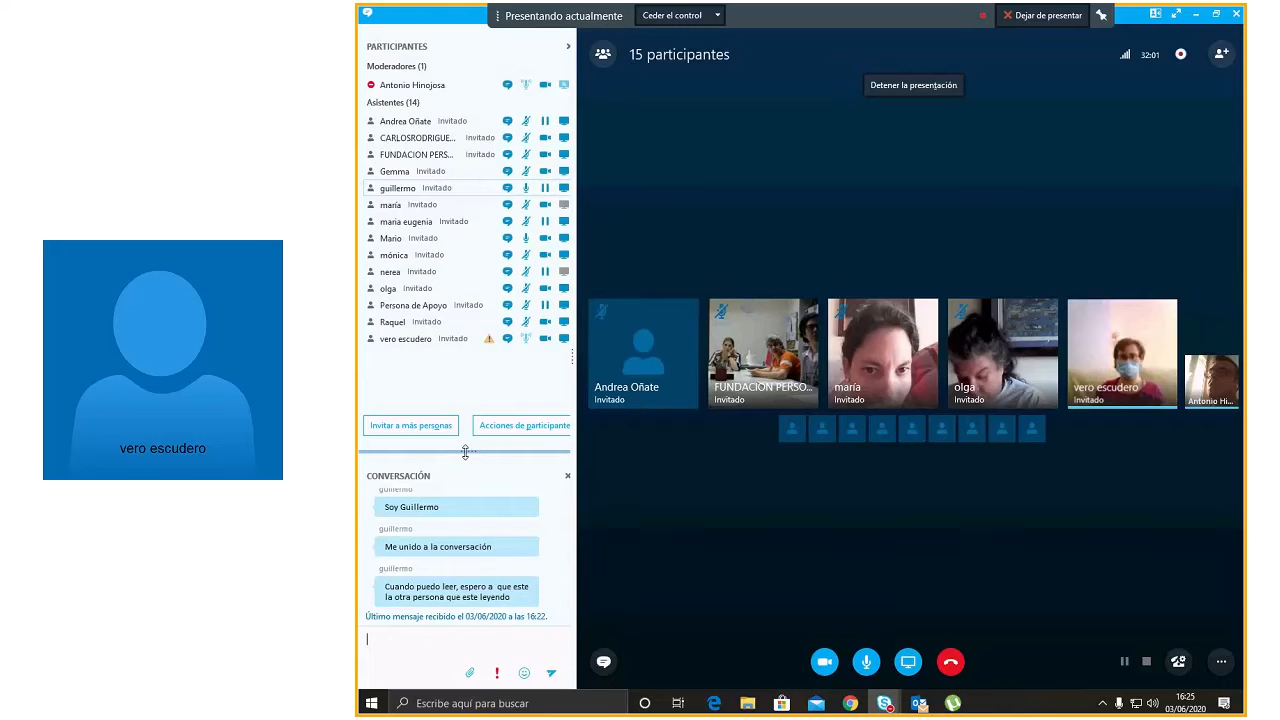 Presentando actualmente
Ceder el control
Dejar de presentar
PARTICIPANTES
Moderadores (1)
Antonio Hinojosa
Asistentes (14)
Andrea Oñate Invitado
CARLOSRODRIGUE... Invitado
FUNDACION PERS... Invitado
Gemma Invitado
guillermo Invitado
maría Invitado
maria eugenia Invitado
Mario Invitado
mónica Invitado
nerea Invitado
olga Invitado
Persona de Apoyo Invitado
Raquel Invitado
vero escudero Invitado
Invitar a más personas
Acciones de participante
CONVERSACIÓN
guillermo
Soy Guillermo
guillermo
Me unido a la conversación
guillermo
Cuando puedo leer, espero a que este
la otra persona que este leyendo
Último mensaje recibido el 03/06/2020 a las 16:22.
vero escudero
15 participantes
32:01
Detener la presentación
Andrea Oñate
Invitado
FUNDACION PERSO...
Invitado
maría
Invitado
olga
Invitado
vero escudero
Invitado
Antonio Hi...
Escribe aquí para buscar
16:25
03/06/2020